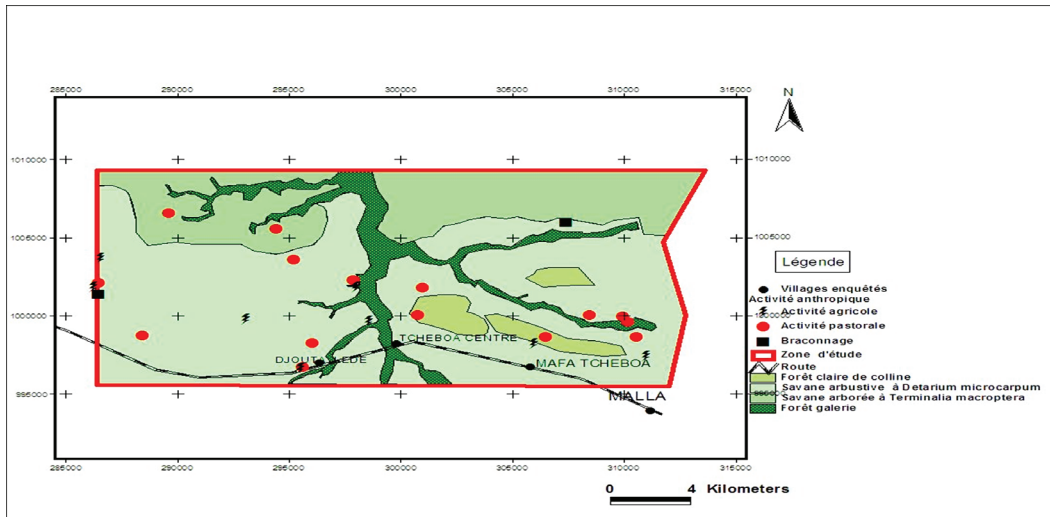 285000 290000 295000 300000 305000 310000 315000
N
1010000 1010000
1005000 1005000
Légende
Villages enquêtés
Activité anthropique
Activité agricole
1000000
Activité pastorale
Braconnage
Zone d'étude
TCHEBOA CENTRE
MAFA TCHEBOA
Route
Forêt claire de colline
Savane arbustive à Detarium microcarpum
995000
MALLA
Savane arborée à Terminalia macroptera
Forêt galerie
285000 290000 295000 300000 305000 310000 315000
0 4 Kilometers